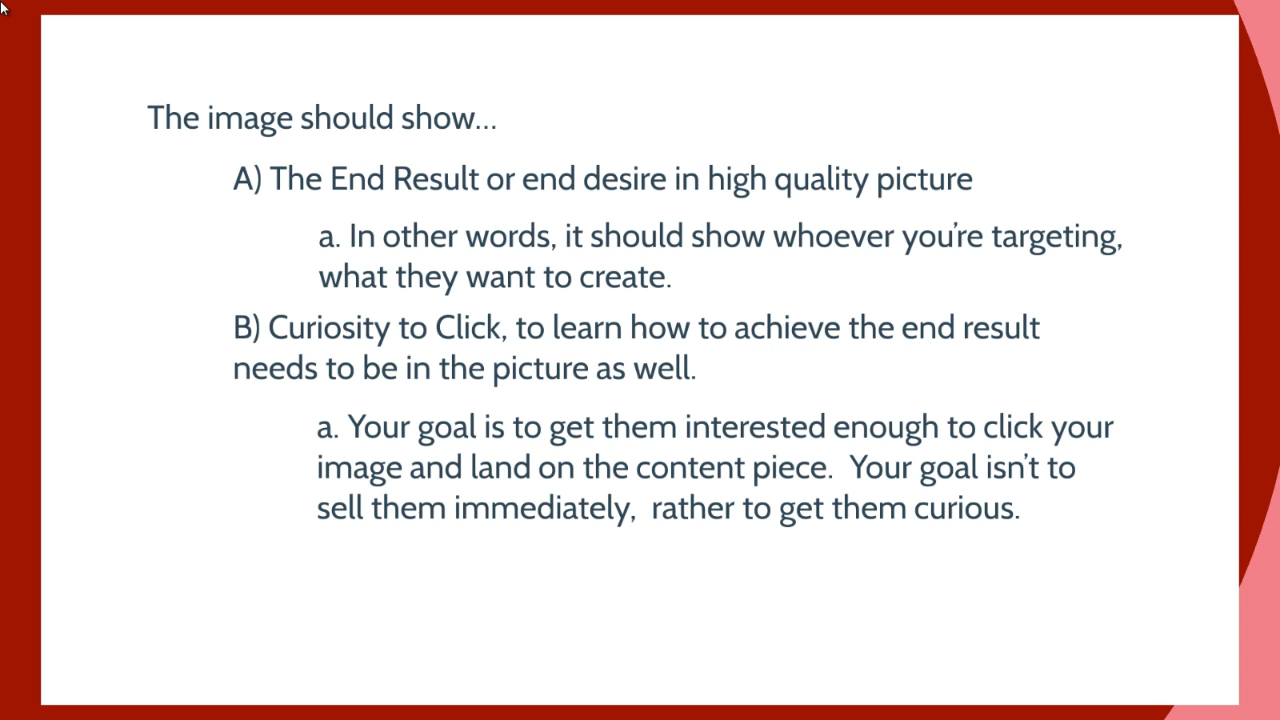 The image should show...
A) The End Result or end desire in high quality picture
a. In other words, it should show whoever you're targeting,
what they want to create.
B) Curiosity to Click, to learn how to achieve the end result
needs to be in the picture as well.
a. Your goal is to get them interested enough to click your
image and land on the content piece.  Your goal isn't to
sell them immediately,  rather to get them curious.